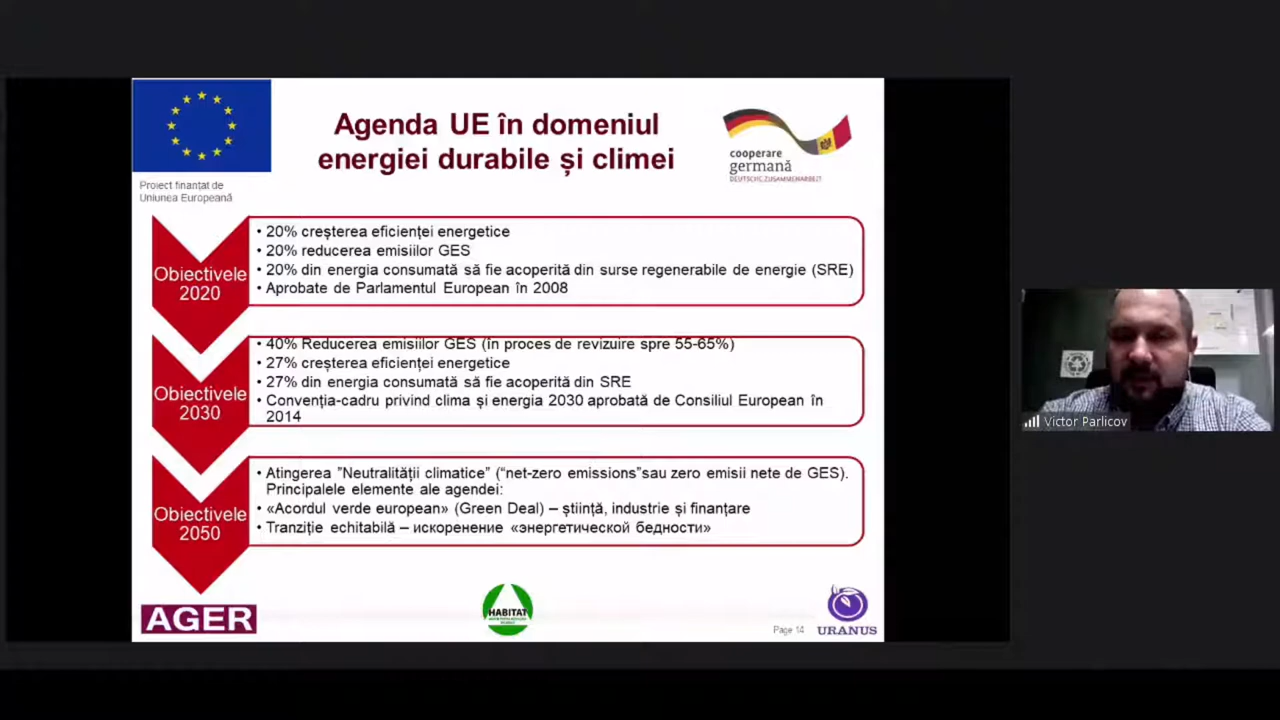 Agenda UE în domeniul
energiei durabile și climei
cooperare
germană
DEUTSCHE ZUSAMMENARBEIT
Proiect finanțat de
Uniunea Europeană
Obiectivele
2020
• 20% creșterea eficienței energetice
• 20% reducerea emisiilor GES
• 20% din energia consumată să fie acoperită din surse regenerabile de energie (SRE)
• Aprobate de Parlamentul European în 2008
Obiectivele
2030
• 40% Reducerea emisiilor GES (în proces de revizuire spre 55-65%)
• 27% creșterea eficienței energetice
• 27% din energia consumată să fie acoperită din SRE
• Convenția-cadru privind clima și energia 2030 aprobată de Consiliul European în
2014
Obiectivele
2050
• Atingerea ”Neutralității climatice” (“net-zero emissions”sau zero emisii nete de GES).
Principalele elemente ale agendei:
• «Acordul verde european» (Green Deal) – știință, industrie și finanțare
• Tranziție echitabilă – искоренение «энергетической бедности»
AGER
HABITAT
Page 14
URANUS
Victor Parlicov